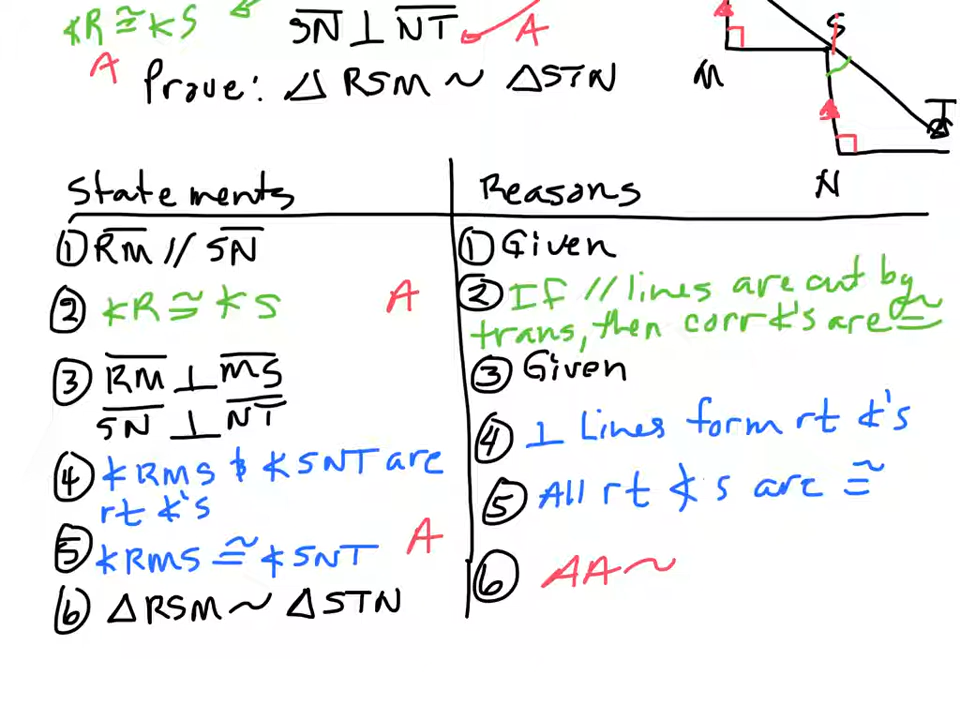 ∡R ≅ ∡S
SN ⊥ NT A
A Prove: △ RSM ~ △STN
S
M
T
N
Statements
Reasons
① RM // SN
① Given
② ∡R ≅ ∡S A
② If // lines are cut by
trans, then corr ∡'s are ≅
③ RM ⊥ MS
SN ⊥ NT
③ Given
④ ∡RMS & ∡SNT are
rt ∡'s
④ ⊥ Lines form rt ∡'s
⑤ ∡RMS ≅ ∡SNT A
⑤ All rt ∡s are ≅
⑥ △RSM ~ △STN
⑥ AA~